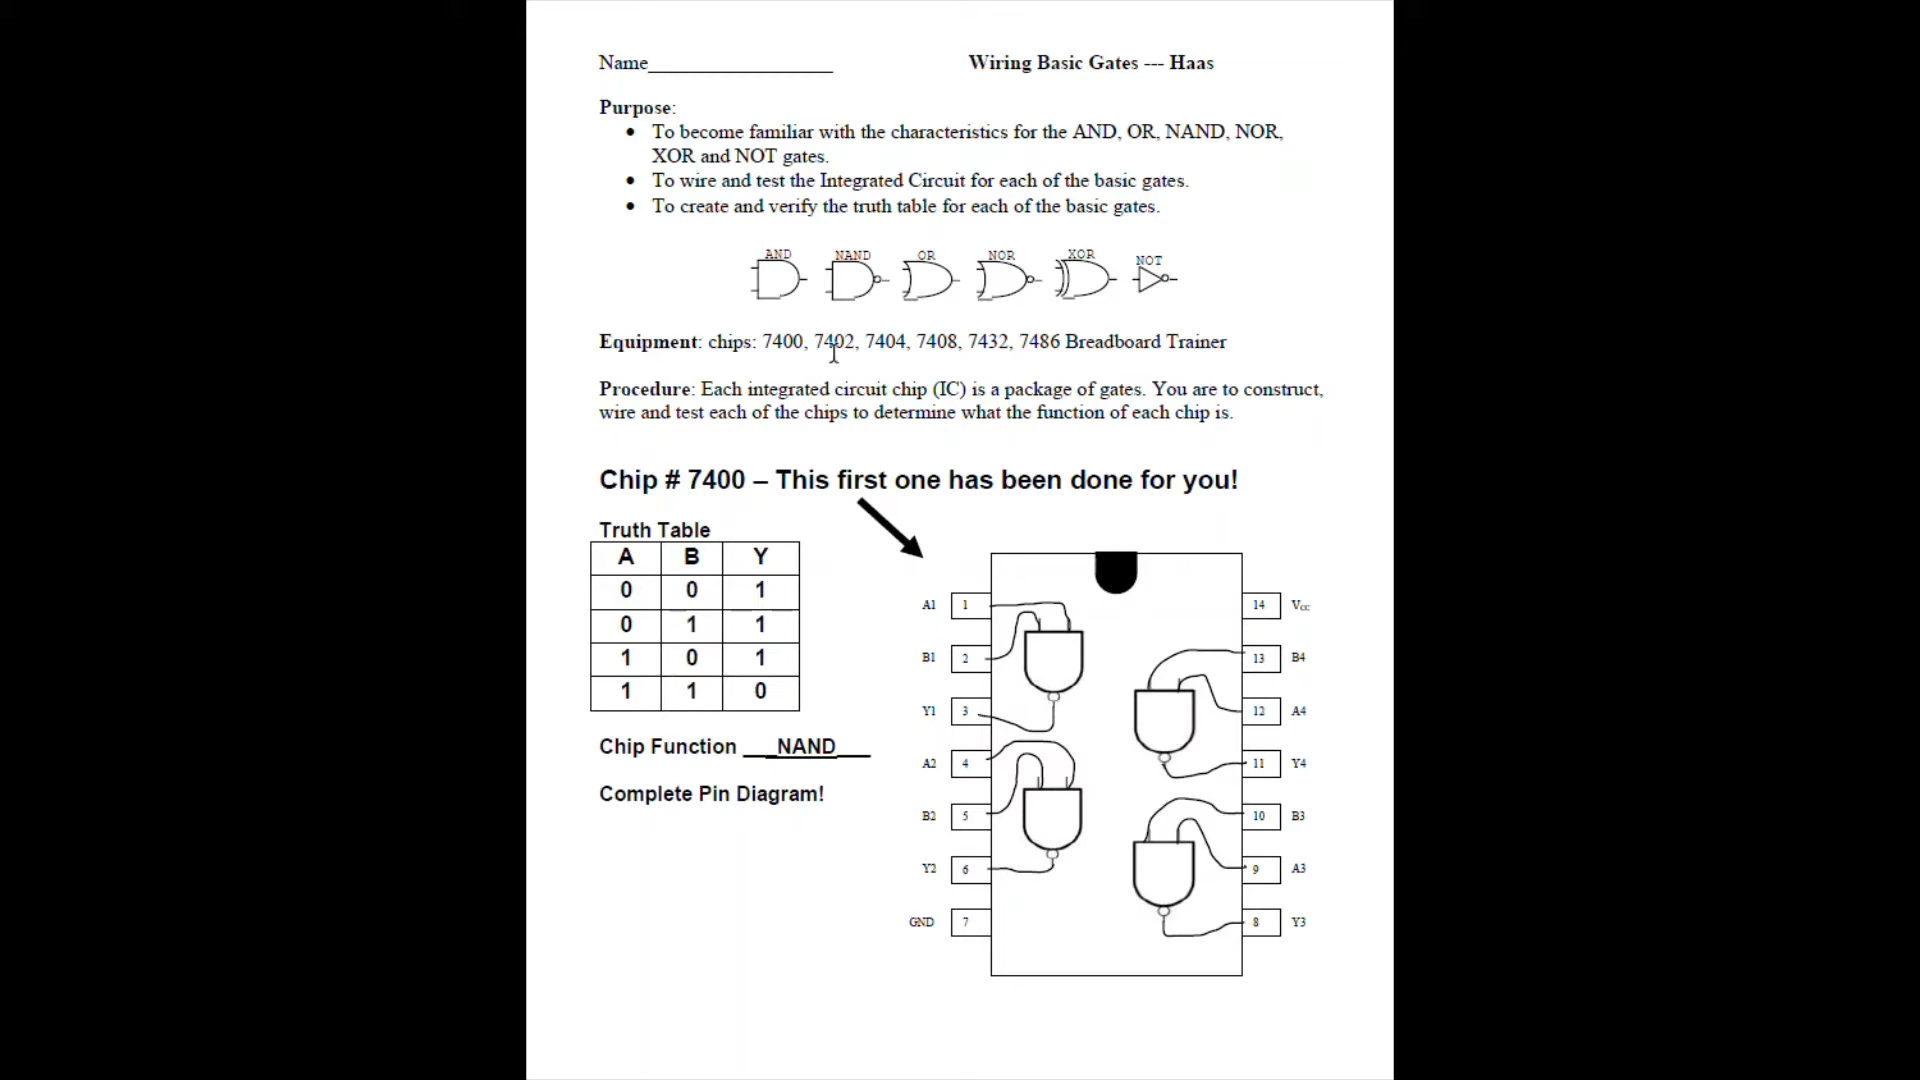 Name_________________ Wiring Basic Gates --- Haas
Purpose:
• To become familiar with the characteristics for the AND, OR, NAND, NOR,
XOR and NOT gates.
• To wire and test the Integrated Circuit for each of the basic gates.
• To create and verify the truth table for each of the basic gates.
AND NAND OR NOR XOR NOT
Equipment: chips: 7400, 7402, 7404, 7408, 7432, 7486 Breadboard Trainer
Procedure: Each integrated circuit chip (IC) is a package of gates. You are to construct,
wire and test each of the chips to determine what the function of each chip is.
Chip # 7400 – This first one has been done for you!
Truth Table
A B Y
0 0 1
0 1 1
1 0 1
1 1 0
Chip Function ___NAND___
Complete Pin Diagram!
A1 1 14 Vcc
B1 2 13 B4
Y1 3 12 A4
A2 4 11 Y4
B2 5 10 B3
Y2 6 9 A3
GND 7 8 Y3